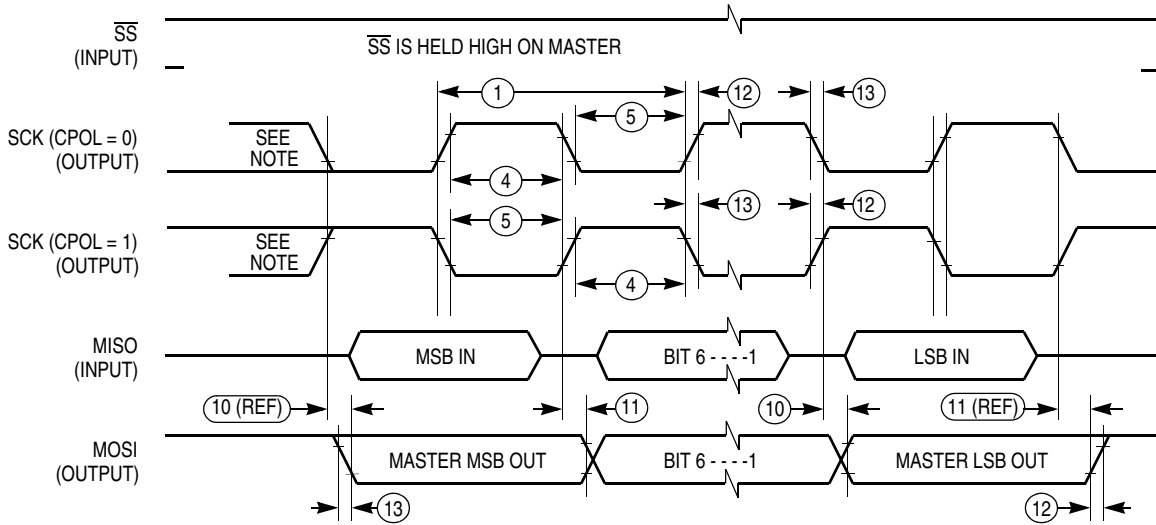 SS
(INPUT)
SS IS HELD HIGH ON MASTER
1
12
13
5
SCK (CPOL = 0)
(OUTPUT)
SEE
NOTE
4
13
12
5
SCK (CPOL = 1)
(OUTPUT)
SEE
NOTE
4
MISO
(INPUT)
MSB IN
BIT 6 - - - -1
LSB IN
10 (REF)
11
10
11 (REF)
MOSI
(OUTPUT)
MASTER MSB OUT
BIT 6 - - - -1
MASTER LSB OUT
13
12